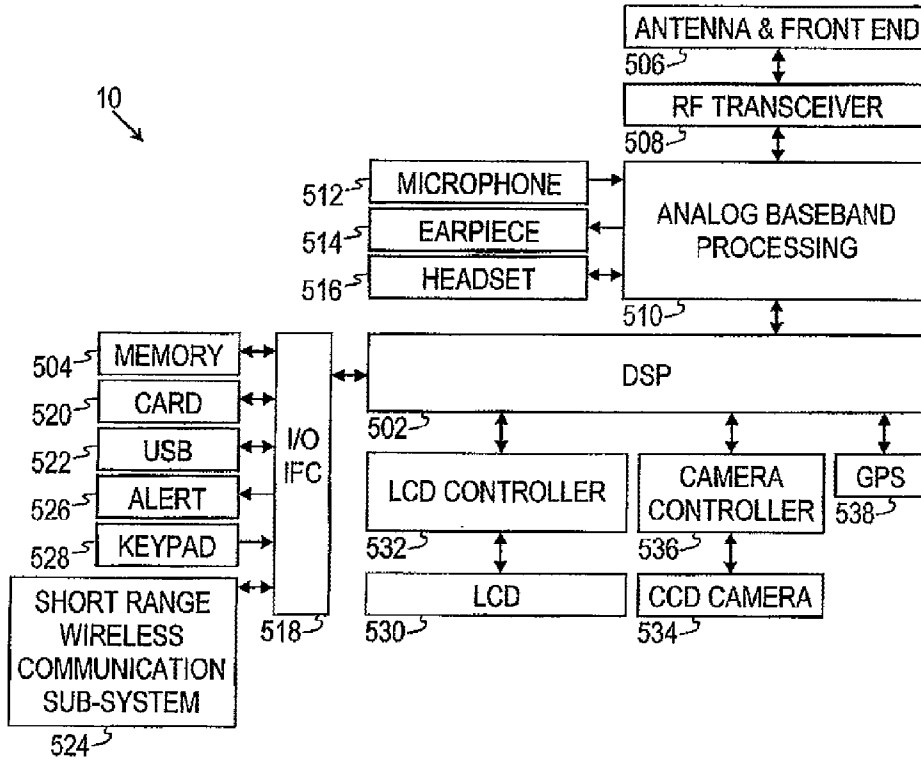 ANTENNA & FRONT END
506
10
RF TRANSCEIVER
508
512
MICROPHONE
ANALOG BASEBAND
PROCESSING
514
EARPIECE
516
HEADSET
510
504
MEMORY
DSP
520
CARD
502
522
USB
I/O
IFC
LCD CONTROLLER
CAMERA
CONTROLLER
GPS
526
ALERT
538
528
KEYPAD
532
536
SHORT RANGE
WIRELESS
COMMUNICATION
SUB-SYSTEM
518
LCD
530
CCD CAMERA
534
524